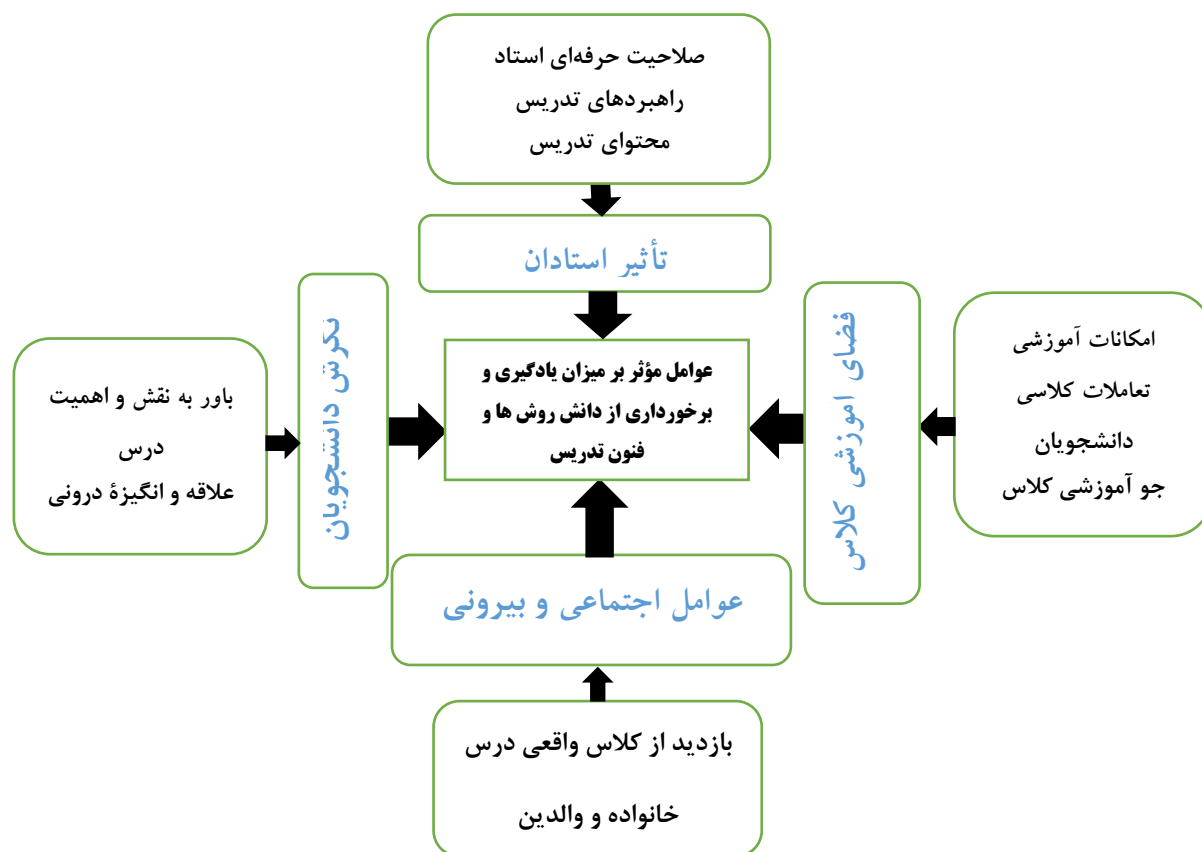 صلاحیت حرفه‌ای استاد
راهبردهای تدریس
محتوای تدریس
تأثیر استادان
فضای اموزشی کلاس
امکانات آموزشی
تعاملات کلاسی
دانشجویان
جو آموزشی کلاس
عوامل مؤثر بر میزان یادگیری و
برخورداری از دانش روش ها و
فنون تدریس
نگرش دانشجویان
باور به نقش و اهمیت
درس
علاقه و انگیزهٔ درونی
عوامل اجتماعی و بیرونی
بازدید از کلاس واقعی درس
خانواده و والدین